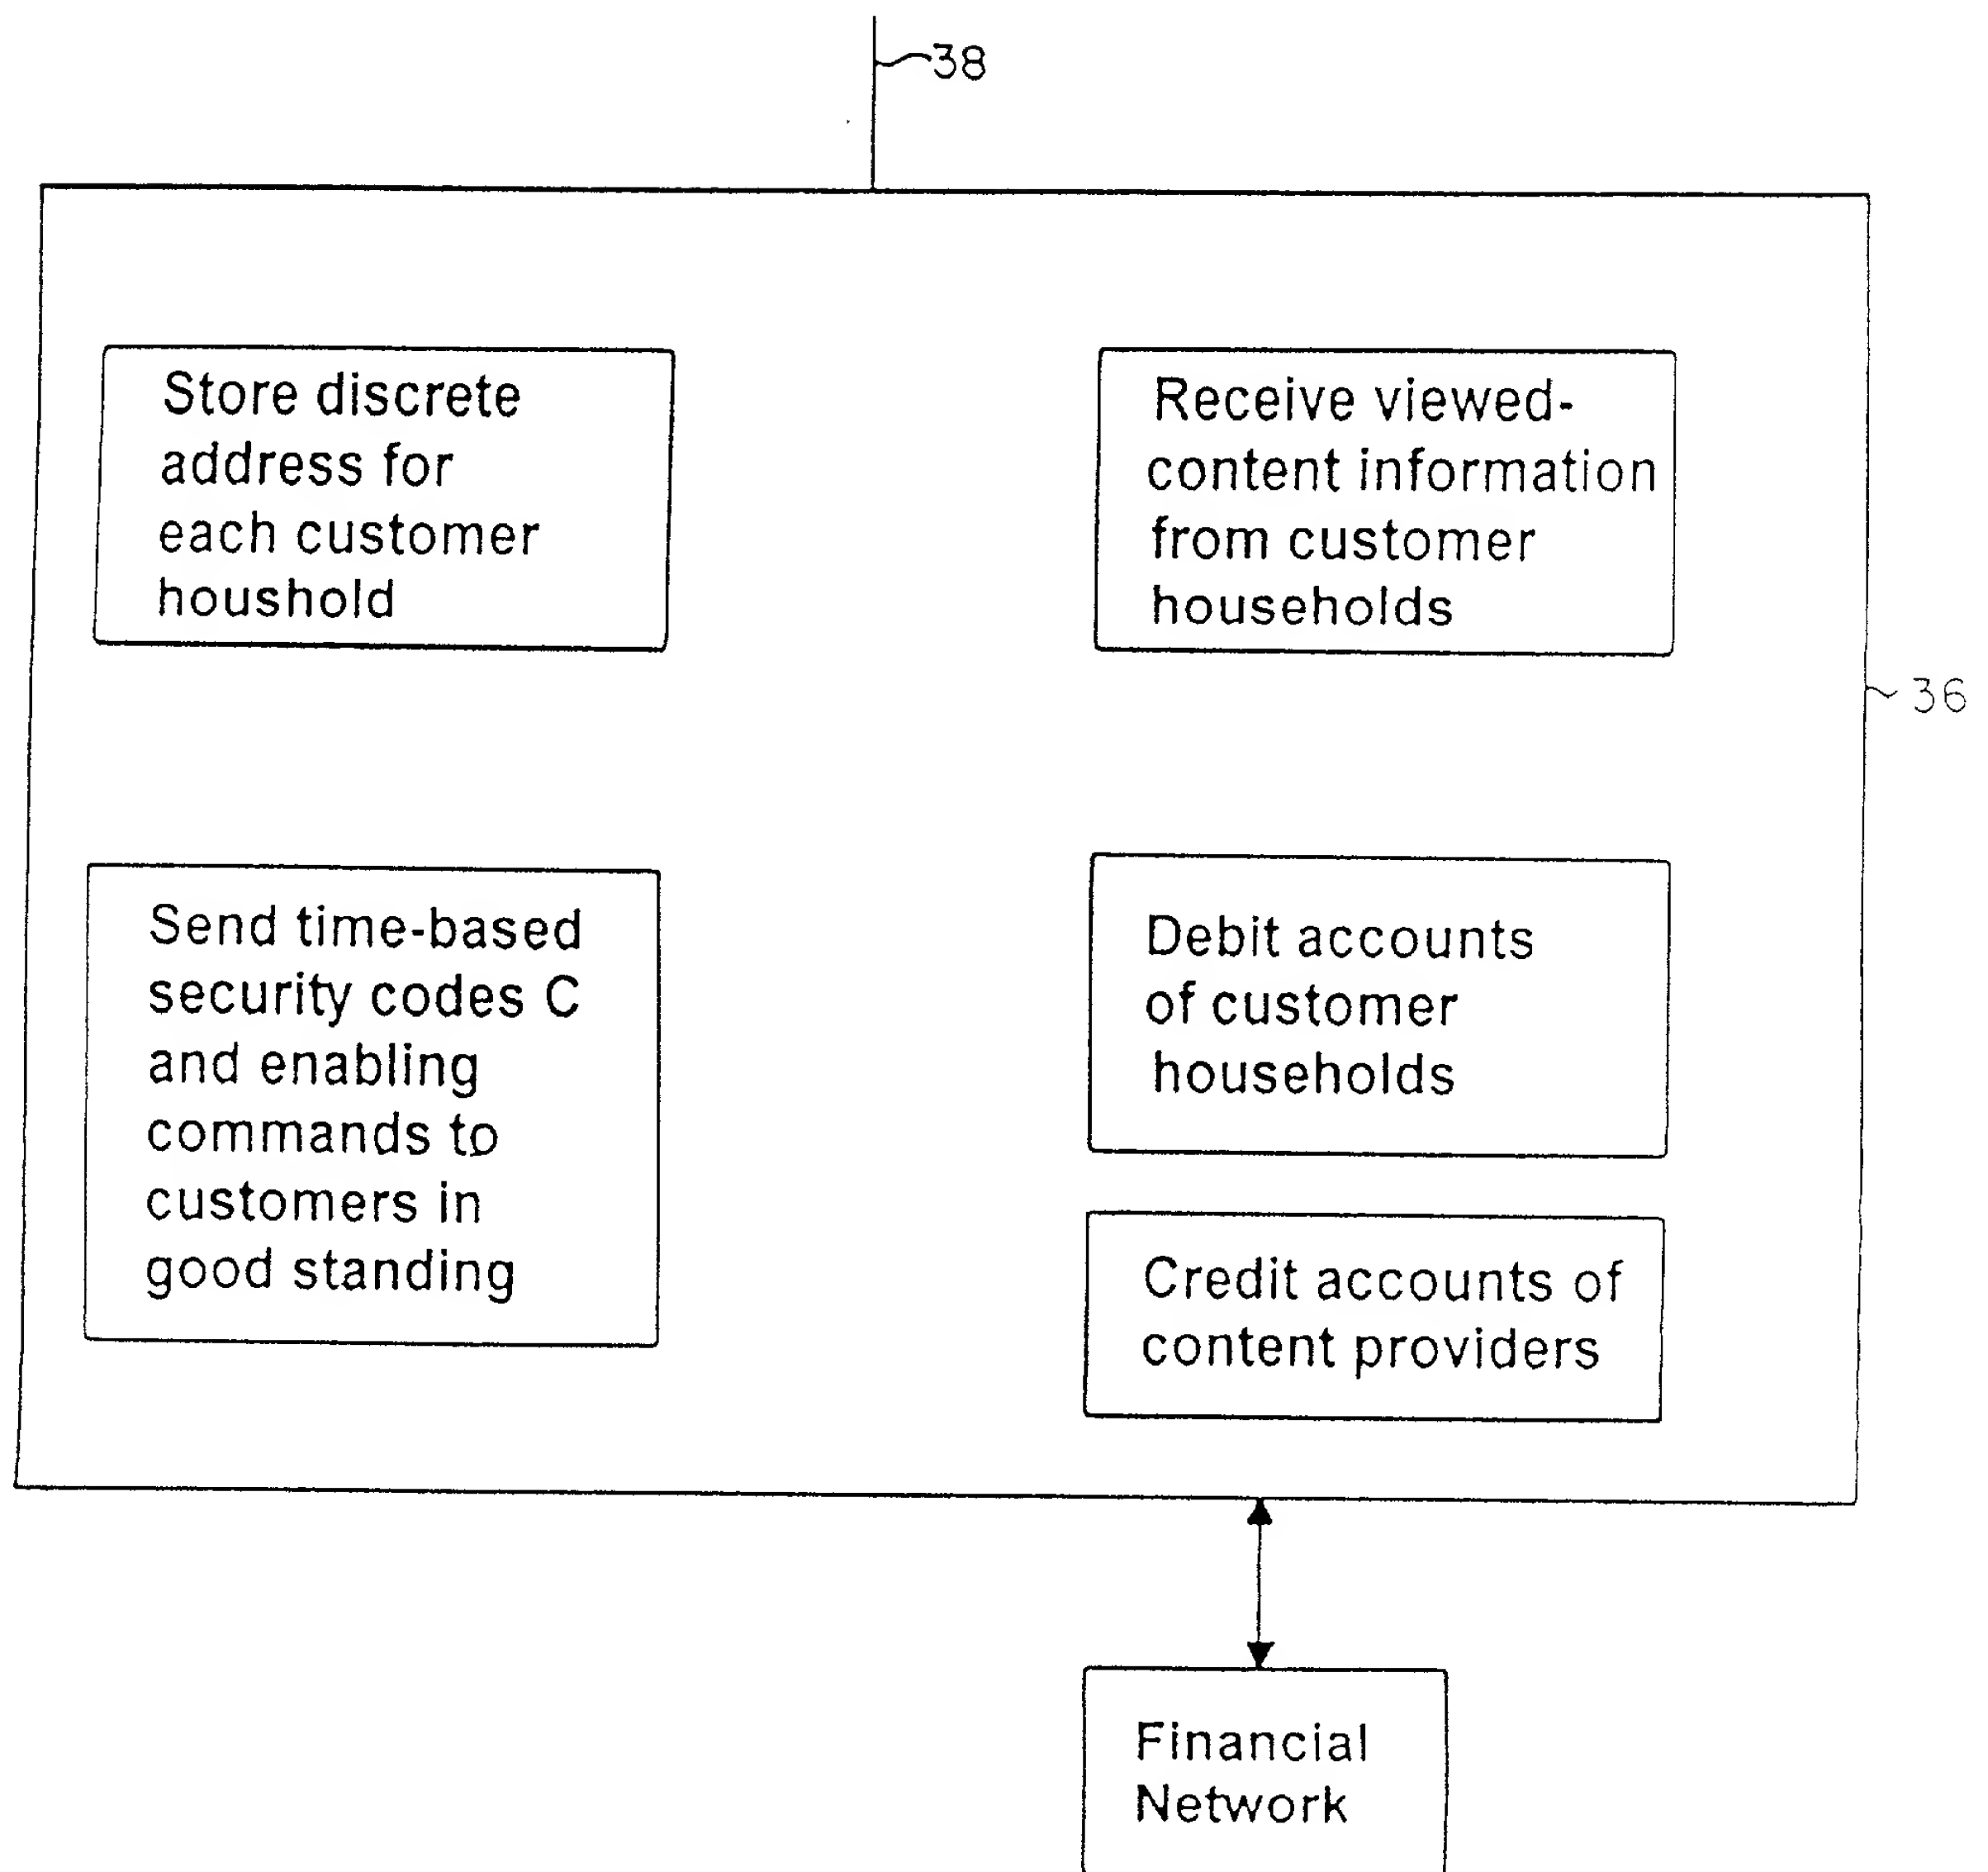 38
Store discrete
address for
each customer
houshold
Receive viewed-
content information
from customer
households
36
Send time-based
security codes C
and enabling
commands to
customers in
good standing
Debit accounts
of customer
households
Credit accounts of
content providers
Financial
Network